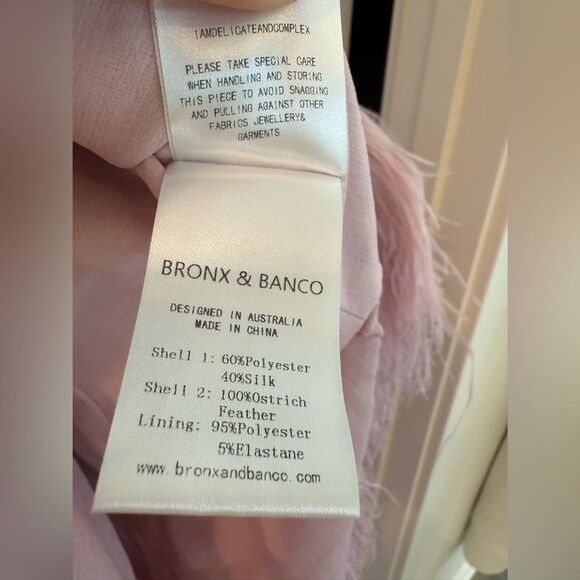 IAMDELICATEANDCOMPLEX
PLEASE TAKE SPECIAL CARE
WHEN HANDLING AND STORING
THIS PIECE TO AVOID SNAGGING
AND PULLING AGAINST OTHER
FABRICS JEWELLERY&
GARMENTS
BRONX & BANCO
DESIGNED IN AUSTRALIA
MADE IN CHINA
Shell 1: 60%Polyester
40%Silk
Shell 2: 100%Ostrich
Feather
Lining: 95%Polyester
5%Elastane
www.bronxandbanco.com